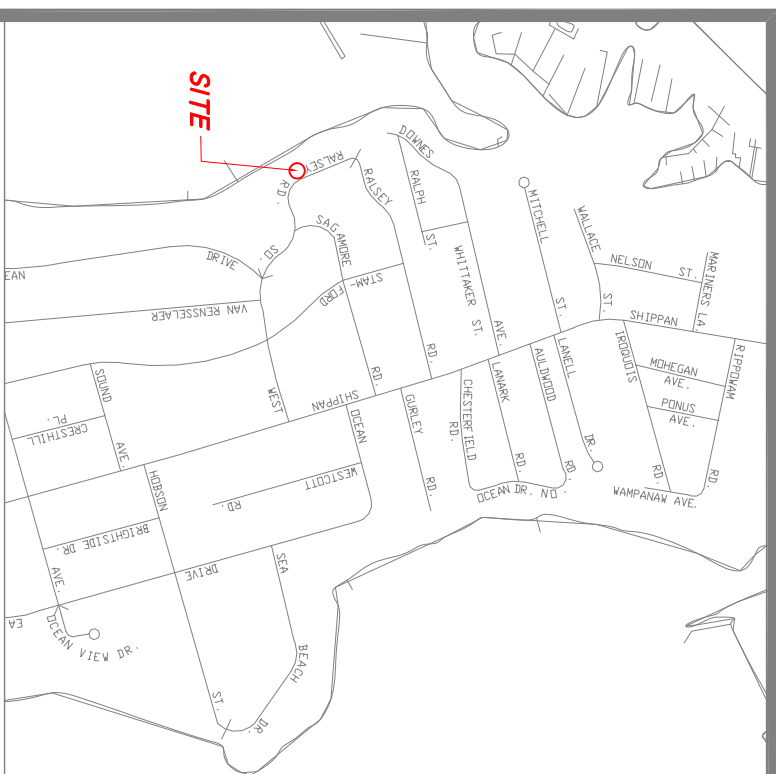 SITE
RALSEY
RD.
SO.
RALSEY
RD.
DOWNES
AVE.
RALPH
ST.
WHITTAKER ST.
MITCHELL
ST.
WALLACE
ST.
NELSON ST.
MARINERS LA
SHIPPAN
RIPPOWAM
RD.
IROQUOIS
RD.
MOHEGAN
AVE.
PONUS
AVE.
WAMPANAW AVE.
LANELL
DR.
AULDWOOD
RD.
LANARK
RD.
CHESTERFIELD
RD.
OCEAN DR. NO.
GURLEY
RD.
SAGAMORE
RD.
STAM-
FORD
DRIVE
EAN
VAN RENSSELAER
WEST
SHIPPAN
OCEAN
DRIVE
EA
WESTCOTT
RD.
SOUND
AVE.
CRESTHILL
PL.
HOBSON
ST.
BRIGHTSIDE DR.
AVE.
OCEAN VIEW DR.
SEA
BEACH
DR.